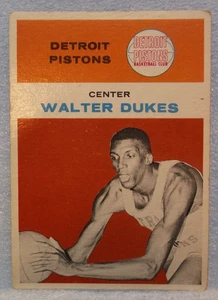 DETROIT
PISTONS
DETROIT
PISTONS
BASKETBALL CLUB
CENTER
WALTER DUKES